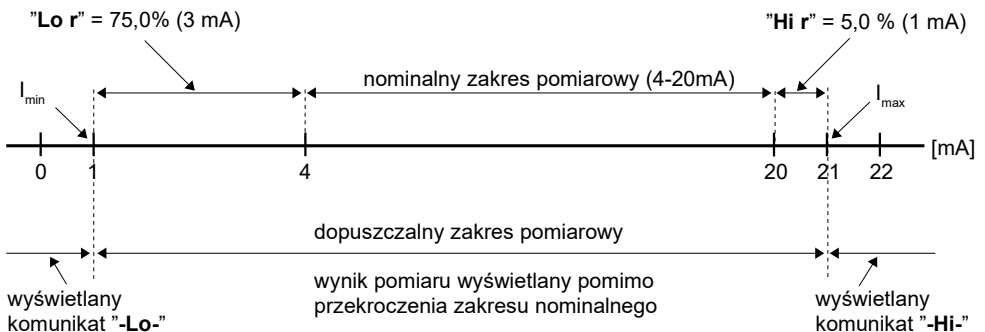 "Lo r" = 75,0% (3 mA)
"Hi r" = 5,0 % (1 mA)
nominalny zakres pomiarowy (4-20mA)
Imin
Imax
[mA]
0 1 4 20 21 22
dopuszczalny zakres pomiarowy
wynik pomiaru wyświetlany pomimo
przekroczenia zakresu nominalnego
wyświetlany
komunikat "-Lo-"
wyświetlany
komunikat "-Hi-"